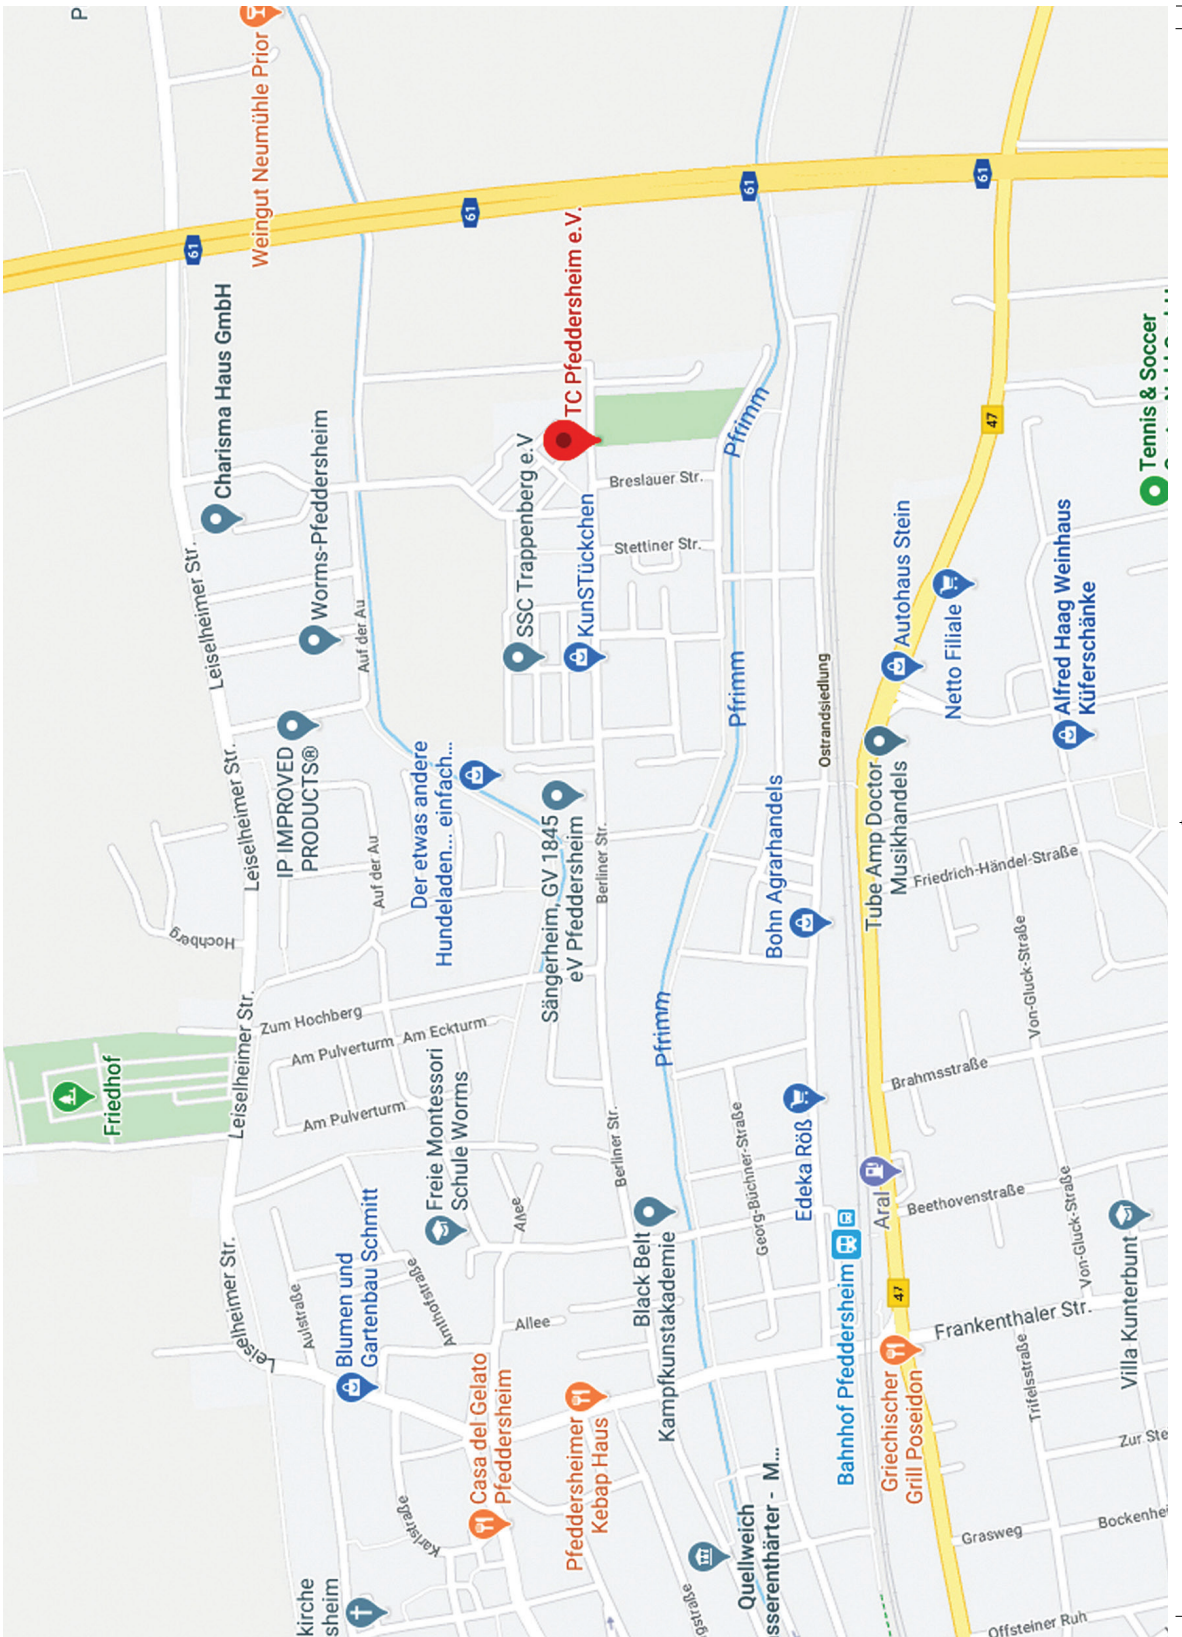 Weingut Neumühle Prior
61
61
61
61
Charisma Haus GmbH
Worms-Pfeddersheim
TC Pfeddersheim e.V.
SSC Trappenberg e.V
KunSTückchen
Breslauer Str.
Stettiner Str.
Pfrimm
Pfrimm
Pfrimm
47
Tennis & Soccer
Autohaus Stein
Netto Filiale
Alfred Haag Weinhaus
Küferschänke
Leiselheimer Str.
Leiselheimer Str.
Leiselheimer Str.
Leiselheimer Str.
Leiselheimer Str.
Auf der Au
Auf der Au
IP IMPROVED
PRODUCTS®
Der etwas andere
Hundeladen... einfach...
Sängerheim, GV 1845
eV Pfeddersheim
Berliner Str.
Berliner Str.
Ostrandsiedlung
Bohn Agrarhandels
Tube Amp Doctor
Musikhandels
Friedrich-Händel-Straße
Von-Gluck-Straße
Von-Gluck-Straße
Hochberg
Zum Hochberg
Am Pulverturm
Am Pulverturm
Am Eckturm
Friedhof
Freie Montessori
Schule Worms
Brahmsstraße
Edeka Röß
Georg-Büchner-Straße
Aral
Beethovenstraße
Allee
Allee
Black Belt
Kampfkunstakademie
Blumen und
Gartenbau Schmitt
Aulstraße
Amthofstraße
Leiselheimer
Bahnhof Pfeddersheim
47
Frankenthaler Str.
Villa Kunterbunt
Griechischer
Grill Poseidon
Trifelsstraße
Casa del Gelato
Pfeddersheim
Pfeddersheimer
Kebap Haus
Karlstraße
Quellweich
sserenthärter - M...
Grasweg
Zur Ste
Bockenhei
Offsteiner Ruh
kirche
sheim
gstraße
P